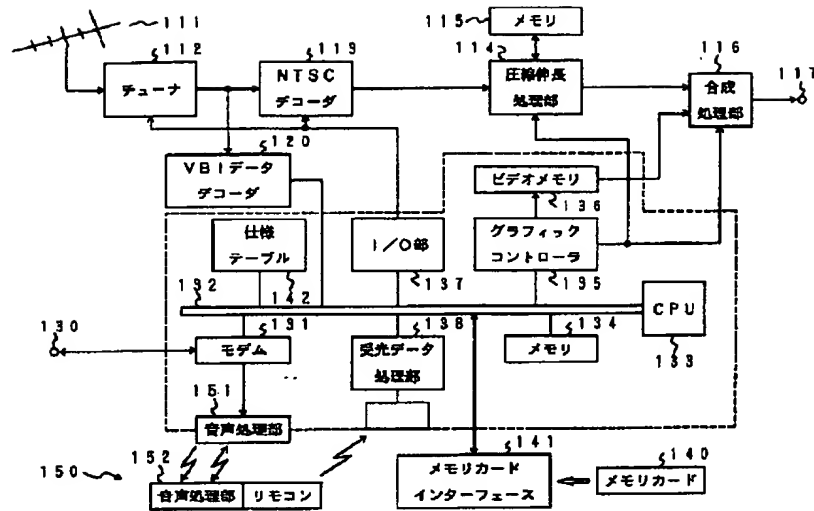 111
112
チューナ
119
NTSC
デコーダ
115
メモリ
114
圧縮伸長
処理部
116
合成
処理部
117
120
VBIデータ
デコーダ
ビデオメモリ
136
仕様
テーブル
142
I/O部
137
グラフィック
コントローラ
135
132
CPU
133
130
131
モデム
138
受光データ
処理部
134
メモリ
151
音声処理部
150
152
音声処理部
リモコン
141
メモリカード
インターフェース
140
メモリカード